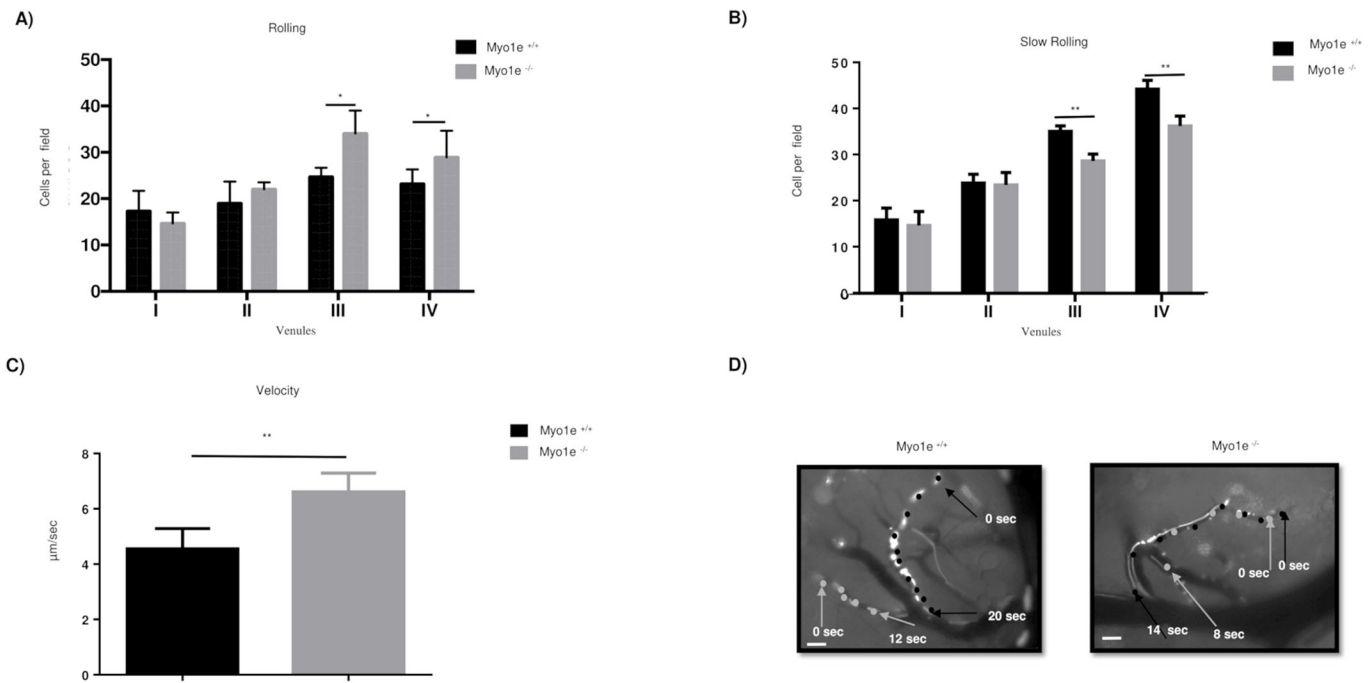 A)
Rolling
Myo1e +/+
Myo1e -/-
50
40
30
20
10
0
Cells per field
I II III IV
Venules
*
*
B)
Slow Rolling
Myo1e +/+
Myo1e -/-
50
40
30
20
10
0
Cell per field
I II III IV
Venules
**
**
C)
Velocity
Myo1e +/+
Myo1e -/-
**
8
6
4
2
0
μm/sec
D)
Myo1e +/+
0 sec
20 sec
0 sec
12 sec
Myo1e -/-
0 sec 0 sec
14 sec 8 sec